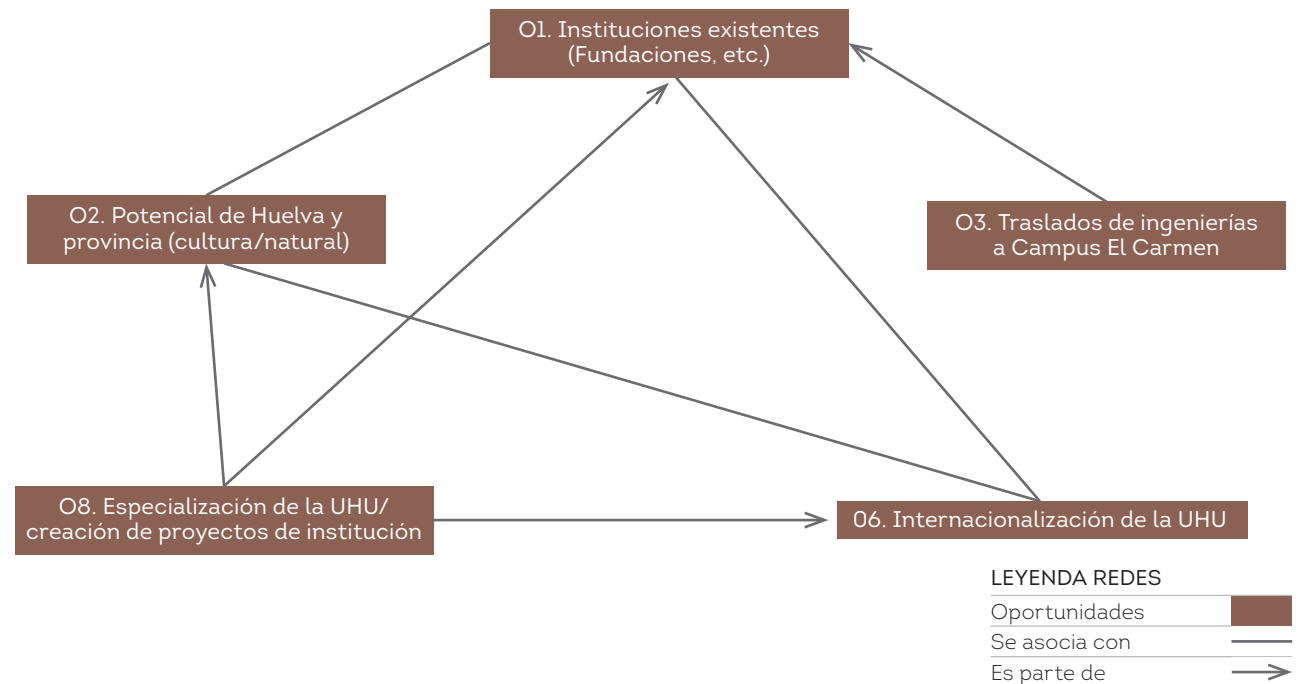 O1. Instituciones existentes
(Fundaciones, etc.)
O2. Potencial de Huelva y
provincia (cultura/natural)
O3. Traslados de ingenierías
a Campus El Carmen
O8. Especialización de la UHU/
creación de proyectos de institución
06. Internacionalización de la UHU
LEYENDA REDES
Oportunidades
Se asocia con
Es parte de